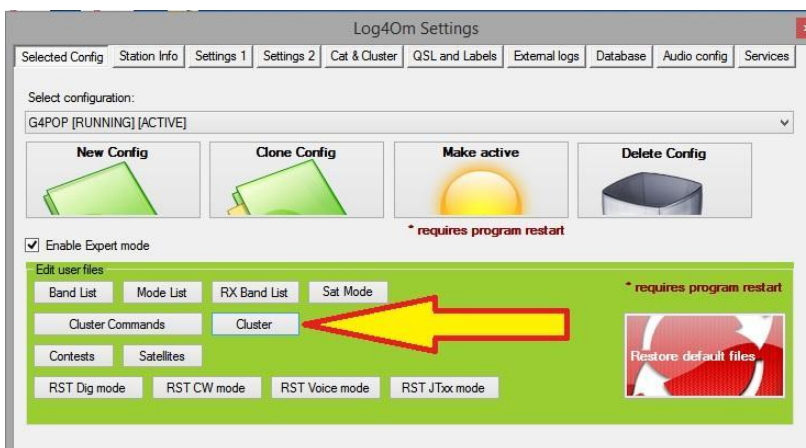 Log4Om Settings
Selected Config Station Info Settings 1 Settings 2 Cat & Cluster QSL and Labels External logs Database Audio config Services
Select configuration:
G4POP [RUNNING] [ACTIVE]
New Config Clone Config Make active Delete Config
* requires program restart
Enable Expert mode
Edit user files
Band List Mode List RX Band List Sat Mode * requires program restart
Cluster Commands Cluster
Contests Satellites Restore default files
RST Dig mode RST CW mode RST Voice mode RST JTxx mode